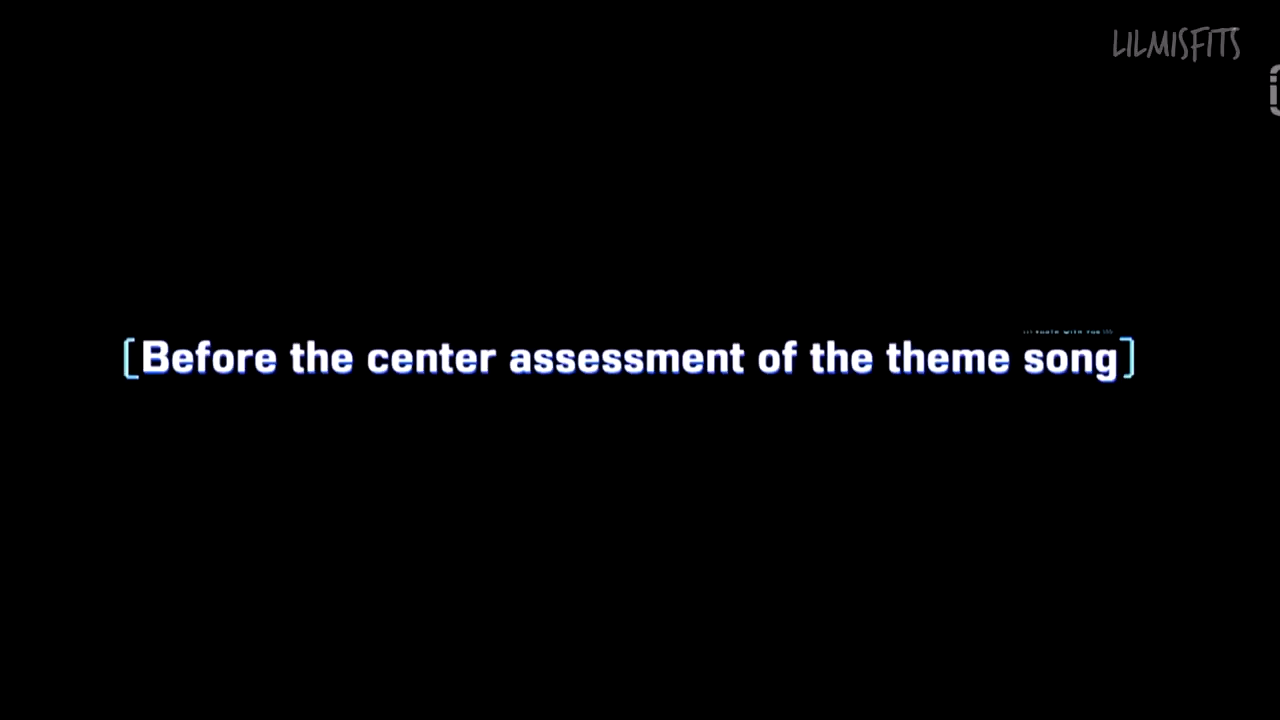 LILMISFITS
[Before the center assessment of the theme song]